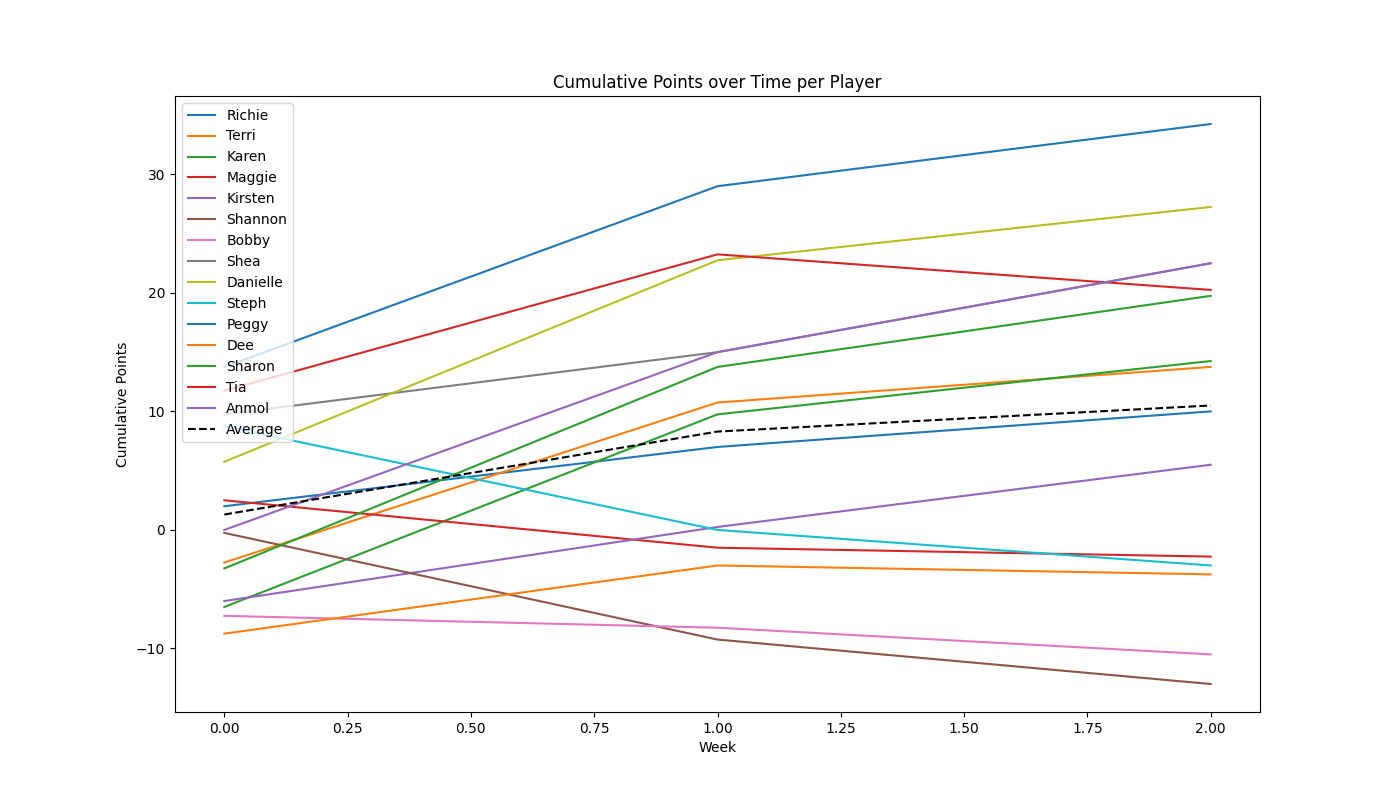 Cumulative Points over Time per Player
Richie
Terri
Karen
Maggie
Kirsten
Shannon
Bobby
Shea
Danielle
Steph
Peggy
Dee
Sharon
Tia
Anmol
Average
Cumulative Points
30
20
10
0
−10
0.00 0.25 0.50 0.75 1.00 1.25 1.50 1.75 2.00
Week